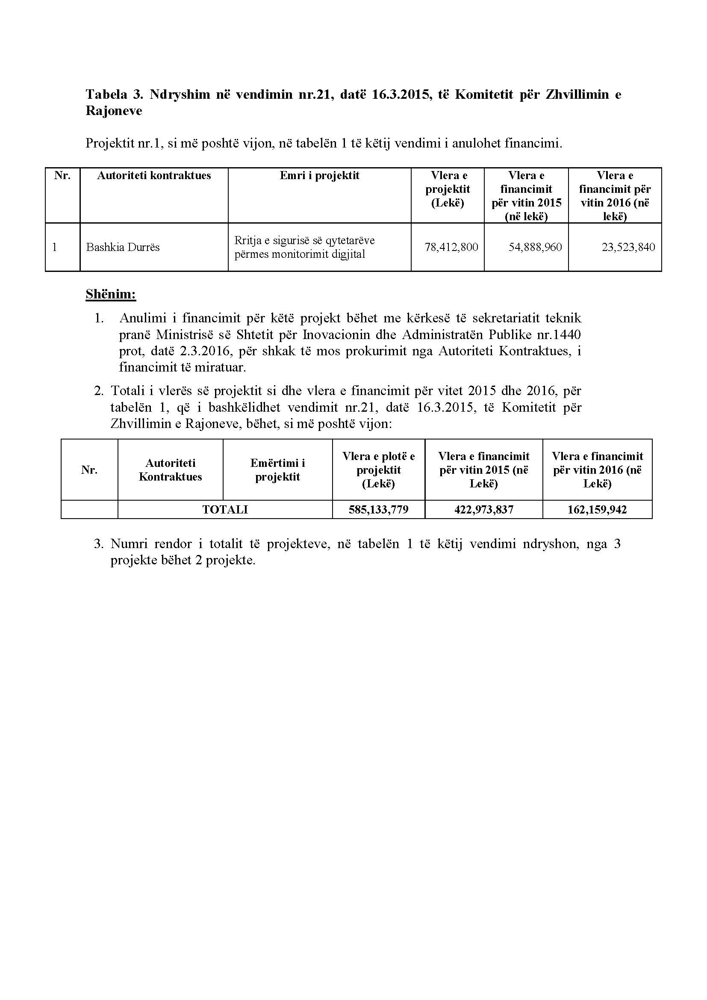 Tabela 3. Ndryshim në vendimin nr.21, datë 16.3.2015, të Komitetit për Zhvillimin e
Rajoneve
Projektit nr.1, si më poshtë vijon, në tabelën 1 të këtij vendimi i anulohet financimi.
Nr.
Autoriteti kontraktues
Emri i projektit
Vlera e
projektit
(Lekë)
Vlera e
financimit
për vitin 2015
(në lekë)
Vlera e
financimit për
vitin 2016 (në
lekë)
1
Bashkia Durrës
Rritja e sigurisë së qytetarëve
përmes monitorimit digjital
78,412,800
54,888,960
23,523,840
Shënim:
1. Anulimi i financimit për këtë projekt bëhet me kërkesë të sekretariatit teknik
pranë Ministrisë së Shtetit për Inovacionin dhe Administratën Publike nr.1440
prot, datë 2.3.2016, për shkak të mos prokurimit nga Autoriteti Kontraktues, i
financimit të miratuar.
2. Totali i vlerës së projektit si dhe vlera e financimit për vitet 2015 dhe 2016, për
tabelën 1, që i bashkëlidhet vendimit nr.21, datë 16.3.2015, të Komitetit për
Zhvillimin e Rajoneve, bëhet, si më poshtë vijon:
Nr.
Autoriteti
Kontraktues
Emërtimi i
projektit
Vlera e plotë e
projektit
(Lekë)
Vlera e financimit
për vitin 2015 (në
Lekë)
Vlera e financimit
për vitin 2016 (në
Lekë)
TOTALI
585,133,779
422,973,837
162,159,942
3. Numri rendor i totalit të projekteve, në tabelën 1 të këtij vendimi ndryshon, nga 3
projekte bëhet 2 projekte.